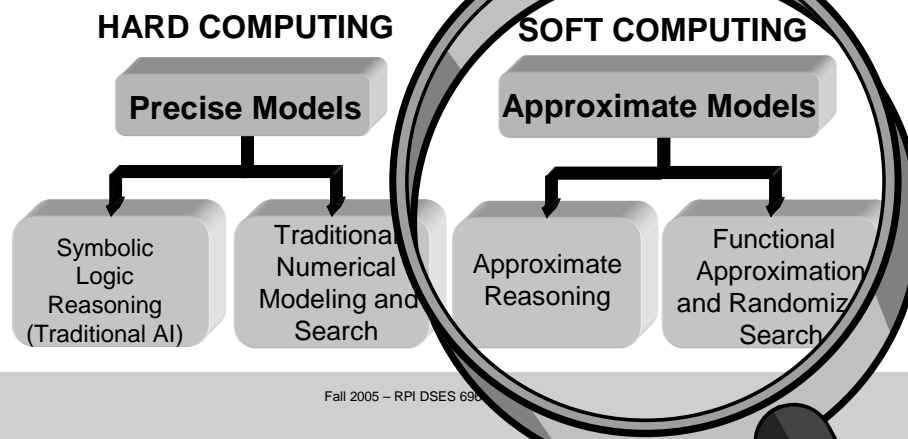 HARD COMPUTING
SOFT COMPUTING
Precise Models
Approximate Models
Symbolic
Logic
Reasoning
(Traditional AI)
Traditional
Numerical
Modeling and
Search
Approximate
Reasoning
Functional
Approximation
and Randomiz
Search
Fall 2005 – RPI DSES 696